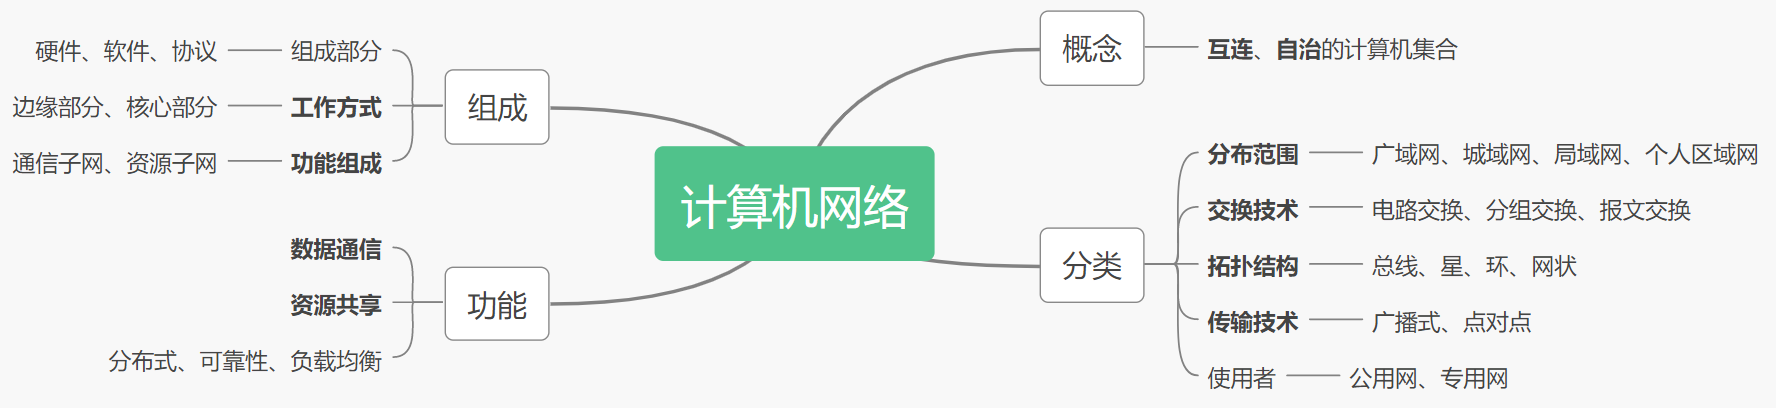 计算机网络
概念
互连、自治的计算机集合
分类
分布范围
广域网、城域网、局域网、个人区域网
交换技术
电路交换、分组交换、报文交换
拓扑结构
总线、星、环、网状
传输技术
广播式、点对点
使用者
公用网、专用网
组成
组成部分
硬件、软件、协议
工作方式
边缘部分、核心部分
功能组成
通信子网、资源子网
功能
数据通信
资源共享
分布式、可靠性、负载均衡